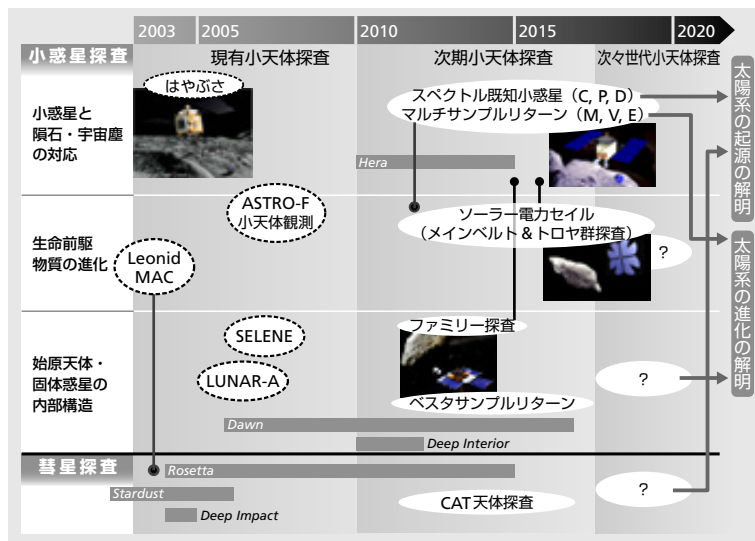 2003
2005
2010
2015
2020
小惑星探査
現有小天体探査
次期小天体探査
次々世代小天体探査
はやぶさ
スペクトル既知小惑星（C, P, D）
マルチサンプルリターン（M, V, E）
小惑星と
隕石・宇宙塵
の対応
Hera
太陽系の起源の解明
ASTRO-F
小天体観測
ソーラー電力セイル
（メインベルト＆トロヤ群探査）
生命前駆
物質の進化
Leonid
MAC
?
太陽系の進化の解明
SELENE
ファミリー探査
始原天体・
固体惑星の
内部構造
LUNAR-A
?
ベスタサンプルリターン
Dawn
Deep Interior
彗星探査
Rosetta
Stardust
CAT天体探査
?
Deep Impact